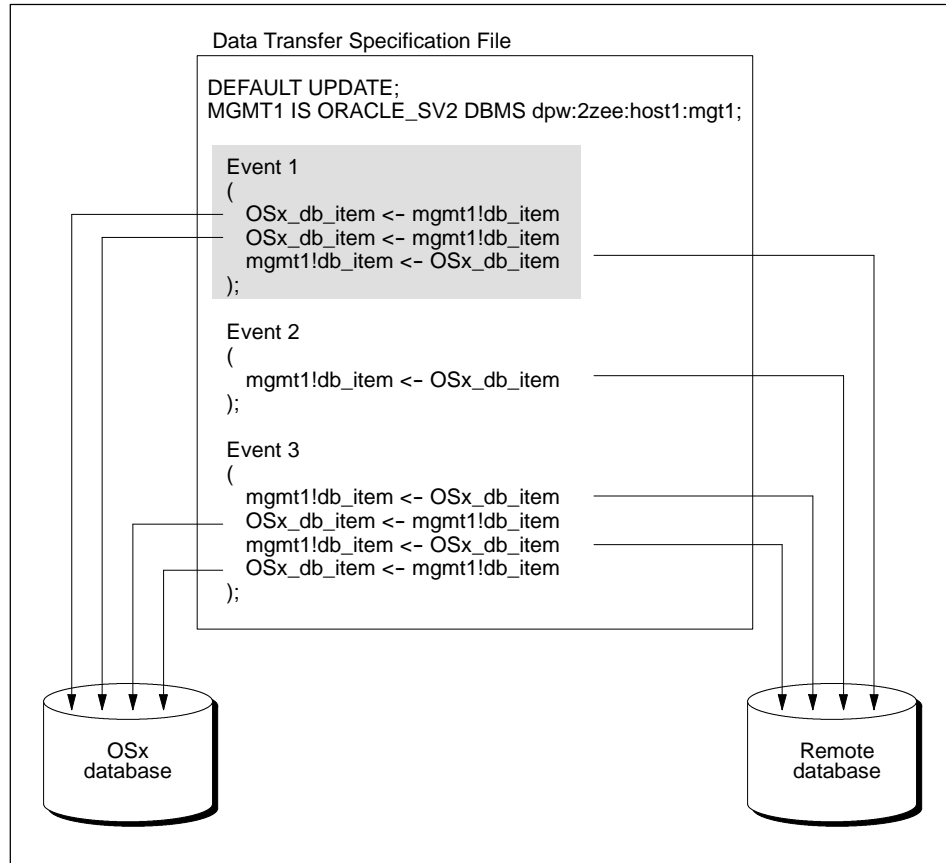 Data Transfer Specification File
DEFAULT UPDATE;
MGMT1 IS ORACLE_SV2 DBMS dpw:2zee:host1:mgt1;
Event 1
(
OSx_db_item <- mgmt1!db_item
OSx_db_item <- mgmt1!db_item
mgmt1!db_item <- OSx_db_item
);
Event 2
(
mgmt1!db_item <- OSx_db_item
);
Event 3
(
mgmt1!db_item <- OSx_db_item
OSx_db_item <- mgmt1!db_item
mgmt1!db_item <- OSx_db_item
OSx_db_item <- mgmt1!db_item
);
OSx
database
Remote
database